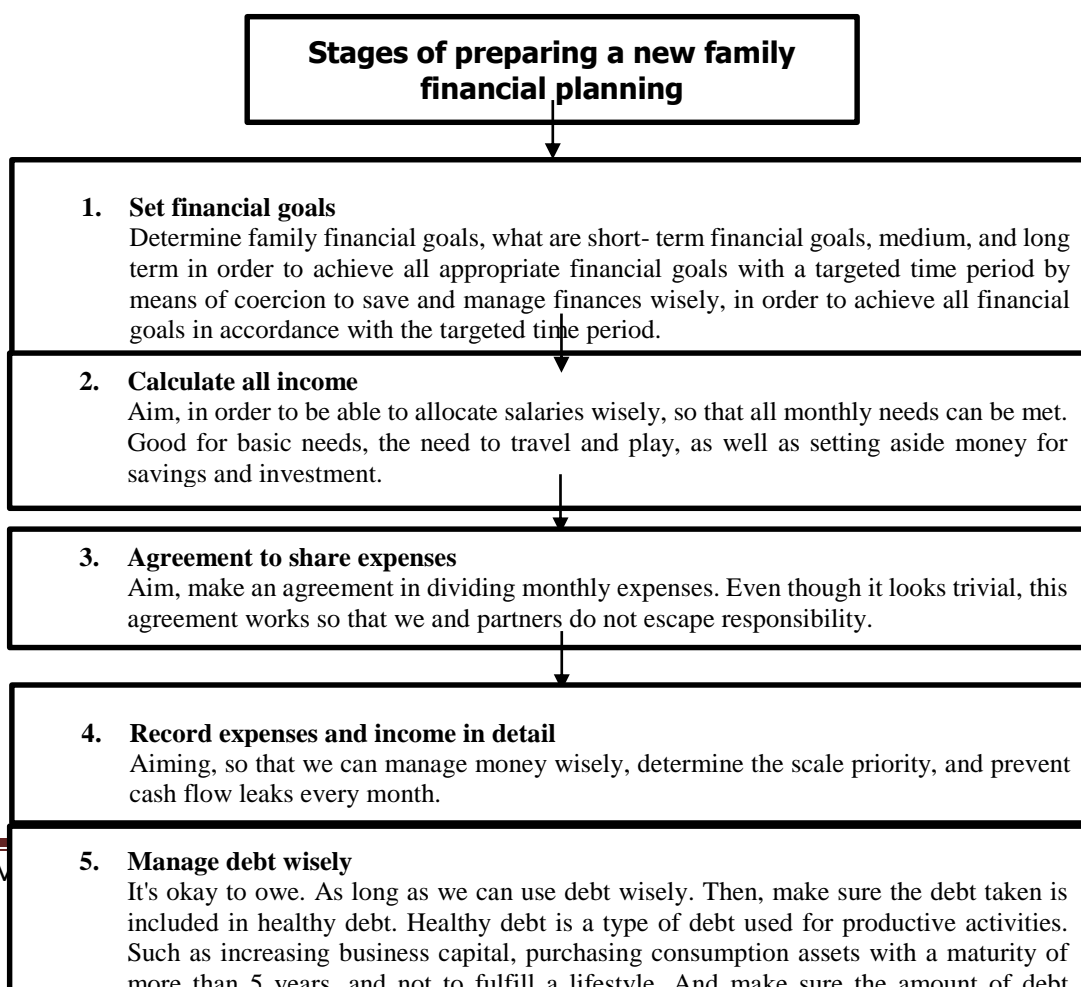 Stages of preparing a new family
financial planning
1. Set financial goals
Determine family financial goals, what are short- term financial goals, medium, and long
term in order to achieve all appropriate financial goals with a targeted time period by
means of coercion to save and manage finances wisely, in order to achieve all financial
goals in accordance with the targeted time period.
2. Calculate all income
Aim, in order to be able to allocate salaries wisely, so that all monthly needs can be met.
Good for basic needs, the need to travel and play, as well as setting aside money for
savings and investment.
3. Agreement to share expenses
Aim, make an agreement in dividing monthly expenses. Even though it looks trivial, this
agreement works so that we and partners do not escape responsibility.
4. Record expenses and income in detail
Aiming, so that we can manage money wisely, determine the scale priority, and prevent
cash flow leaks every month.
5. Manage debt wisely
It's okay to owe. As long as we can use debt wisely. Then, make sure the debt taken is
included in healthy debt. Healthy debt is a type of debt used for productive activities.
Such as increasing business capital, purchasing consumption assets with a maturity of
more than 5 years, and not to fulfill a lifestyle. And make sure the amount of debt